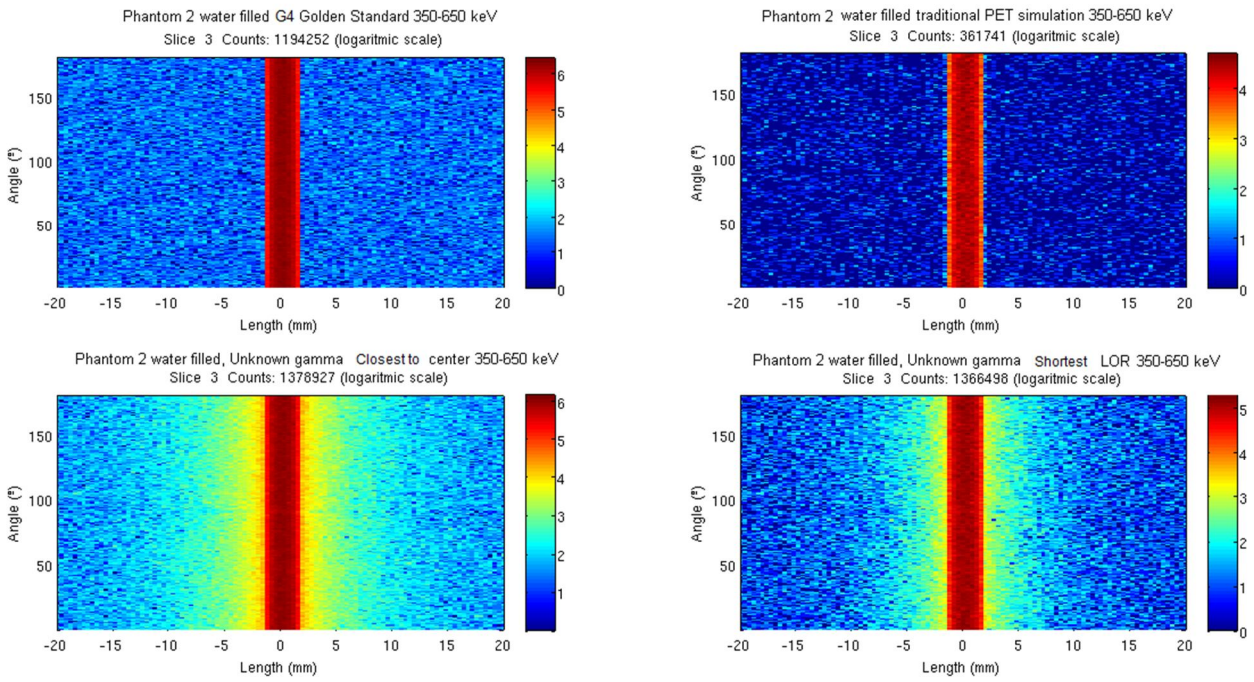 Phantom 2 water filled G4 Golden Standard 350-650 keV
Slice 3 Counts: 1194252 (logaritmic scale)
150
100
50
Angle (º)
-20 -15 -10 -5 0 5 10 15 20
Length (mm)
6
5
4
3
2
1
0
Phantom 2 water filled traditional PET simulation 350-650 keV
Slice 3 Counts: 361741 (logaritmic scale)
150
100
50
Angle (º)
-20 -15 -10 -5 0 5 10 15 20
Length (mm)
4
3
2
1
0
Phantom 2 water filled, Unknown gamma Closest to center 350-650 keV
Slice 3 Counts: 1378927 (logaritmic scale)
150
100
50
Angle (º)
-20 -15 -10 -5 0 5 10 15 20
Length (mm)
6
5
4
3
2
1
0
Phantom 2 water filled, Unknown gamma Shortest LOR 350-650 keV
Slice 3 Counts: 1366498 (logaritmic scale)
150
100
50
Angle (º)
-20 -15 -10 -5 0 5 10 15 20
Length (mm)
5
4
3
2
1
0